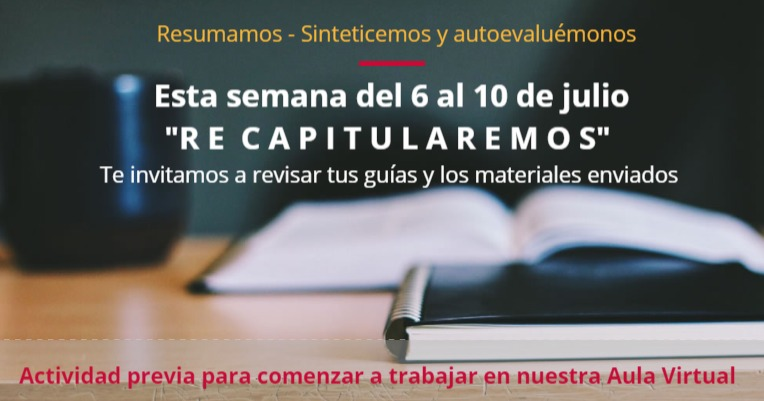 Resumamos - Sinteticemos y autoevaluémonos
Esta semana del 6 al 10 de julio
"R E C A P I T U L A R E M O S"
Te invitamos a revisar tus guías y los materiales enviados
Actividad previa para comenzar a trabajar en nuestra Aula Virtual